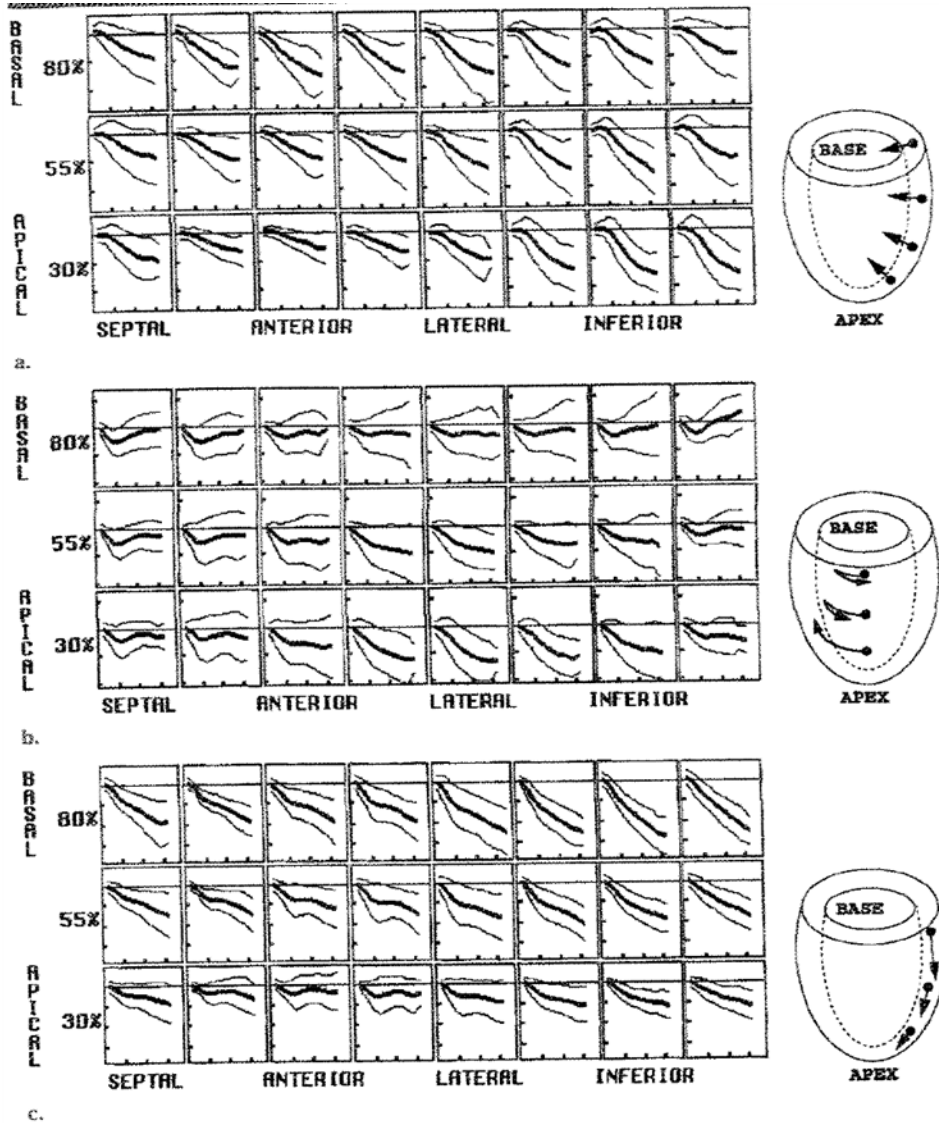 BASAL
80%
55%
APICAL
30%
SEPTAL ANTERIOR LATERAL INFERIOR
BASE
APEX
a.
BASAL
80%
55%
APICAL
30%
SEPTAL ANTERIOR LATERAL INFERIOR
BASE
APEX
b.
BASAL
80%
55%
APICAL
30%
SEPTAL ANTERIOR LATERAL INFERIOR
BASE
APEX
c.